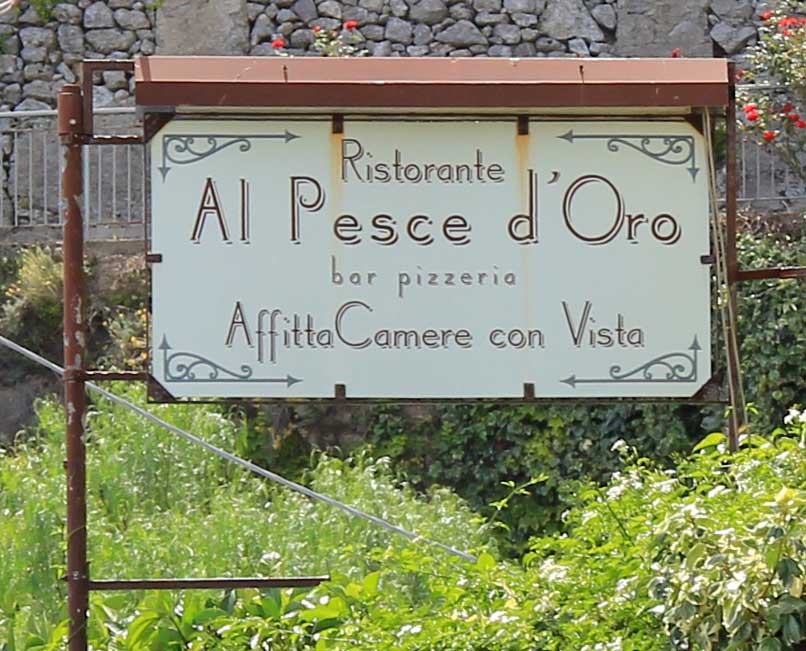 Ristorante
Al Pesce d'Oro
bar pizzeria
AffittaCamere con Vista